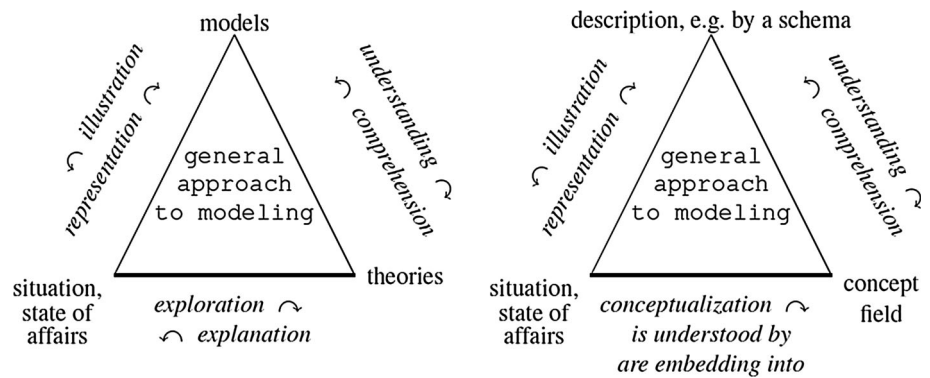 models
illustration
representation
understanding
comprehension
general
approach
to modeling
situation,
state of
affairs
theories
exploration
explanation
description, e.g. by a schema
illustration
representation
understanding
comprehension
general
approach
to modeling
situation,
state of
affairs
concept
field
conceptualization
is understood by
are embedding into